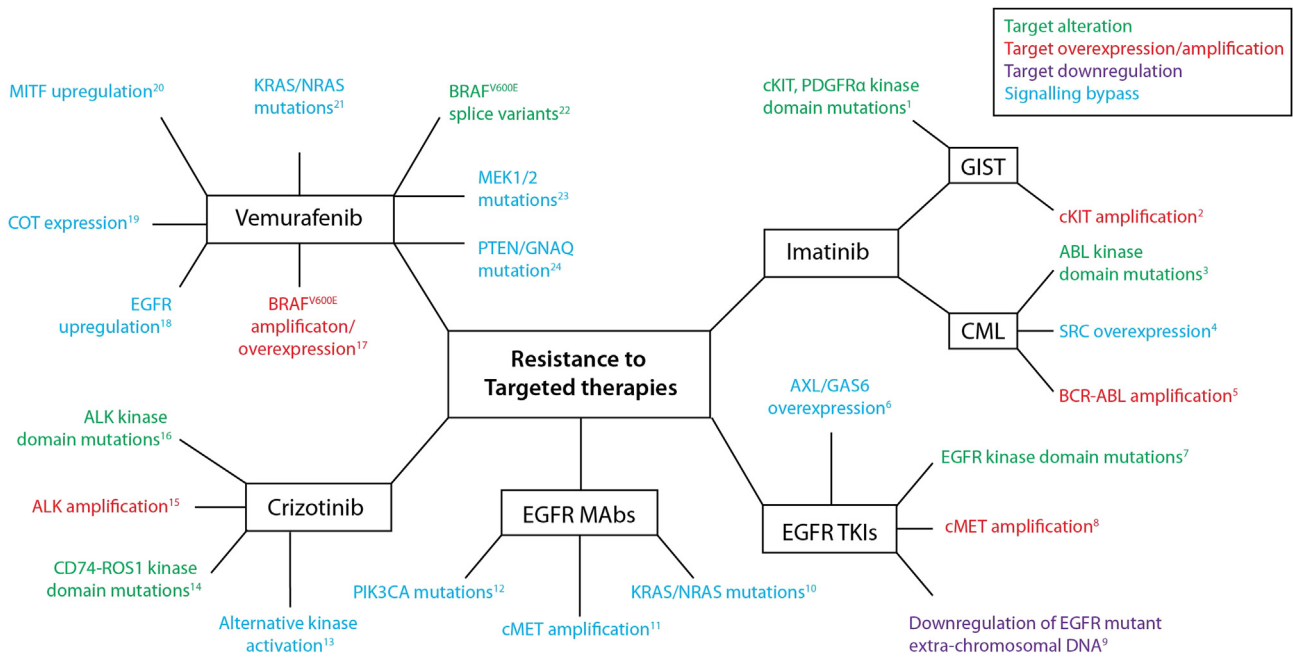 Target alteration
Target overexpression/amplification
Target downregulation
Signalling bypass
MITF upregulation²⁰
KRAS/NRAS
mutations²¹
BRAFⱽ⁶⁰⁰ᴱ
splice variants²²
MEK1/2
mutations²³
PTEN/GNAQ
mutation²⁴
Vemurafenib
COT expression¹⁹
EGFR
upregulation¹⁸
BRAFⱽ⁶⁰⁰ᴱ
amplificaton/
overexpression¹⁷
cKIT, PDGFRα kinase
domain mutations¹
GIST
cKIT amplification²
Imatinib
ABL kinase
domain mutations³
CML
SRC overexpression⁴
BCR-ABL amplification⁵
Resistance to
Targeted therapies
AXL/GAS6
overexpression⁶
EGFR kinase domain mutations⁷
EGFR TKIs
cMET amplification⁸
Downregulation of EGFR mutant
extra-chromosomal DNA⁹
EGFR MAbs
KRAS/NRAS mutations¹⁰
cMET amplification¹¹
PIK3CA mutations¹²
Crizotinib
Alternative kinase
activation¹³
CD74-ROS1 kinase
domain mutations¹⁴
ALK amplification¹⁵
ALK kinase
domain mutations¹⁶